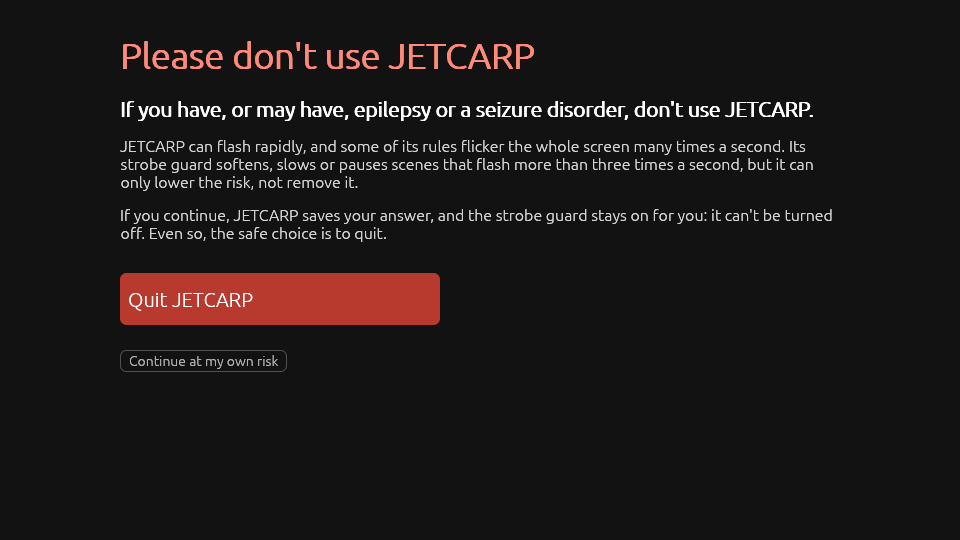 Please don't use JETCARP
If you have, or may have, epilepsy or a seizure disorder, don't use JETCARP.
JETCARP can flash rapidly, and some of its rules flicker the whole screen many times a second. Its
strobe guard softens, slows or pauses scenes that flash more than three times a second, but it can
only lower the risk, not remove it.
If you continue, JETCARP saves your answer, and the strobe guard stays on for you: it can't be turned
off. Even so, the safe choice is to quit.
Quit JETCARP
Continue at my own risk